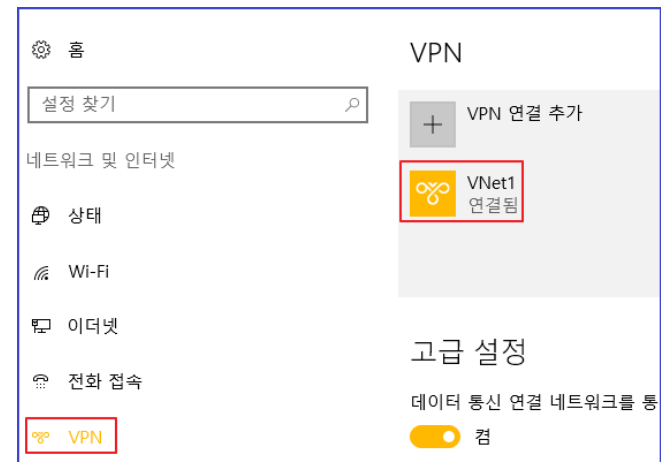 홈
설정 찾기
네트워크 및 인터넷
상태
Wi-Fi
이더넷
전화 접속
VPN
VPN
VPN 연결 추가
VNet1
연결됨
고급 설정
데이터 통신 연결 네트워크를 통
켬